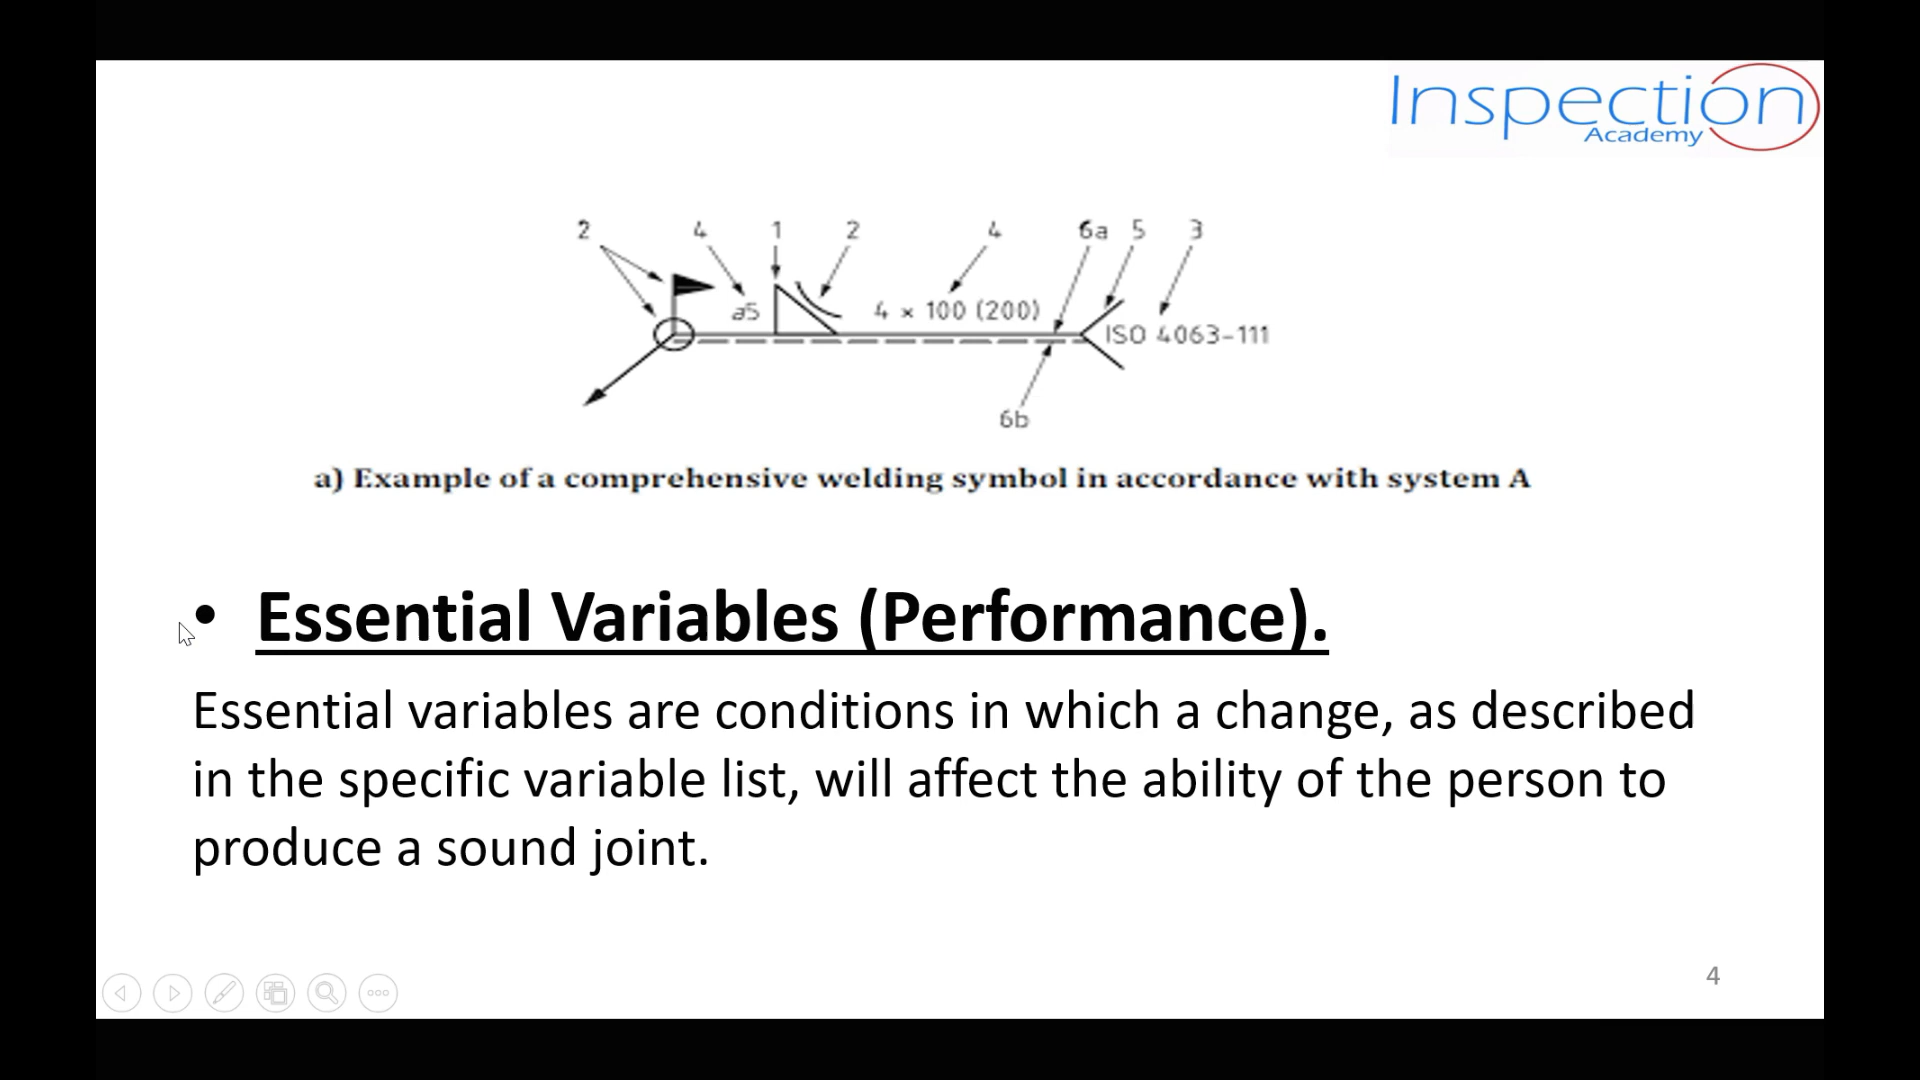 Inspection
Academy
2 4 1 2 4 6a 5 3
a5 4 × 100 (200) ISO 4063-111
6b
a) Example of a comprehensive welding symbol in accordance with system A
• Essential Variables (Performance).
Essential variables are conditions in which a change, as described
in the specific variable list, will affect the ability of the person to
produce a sound joint.
4